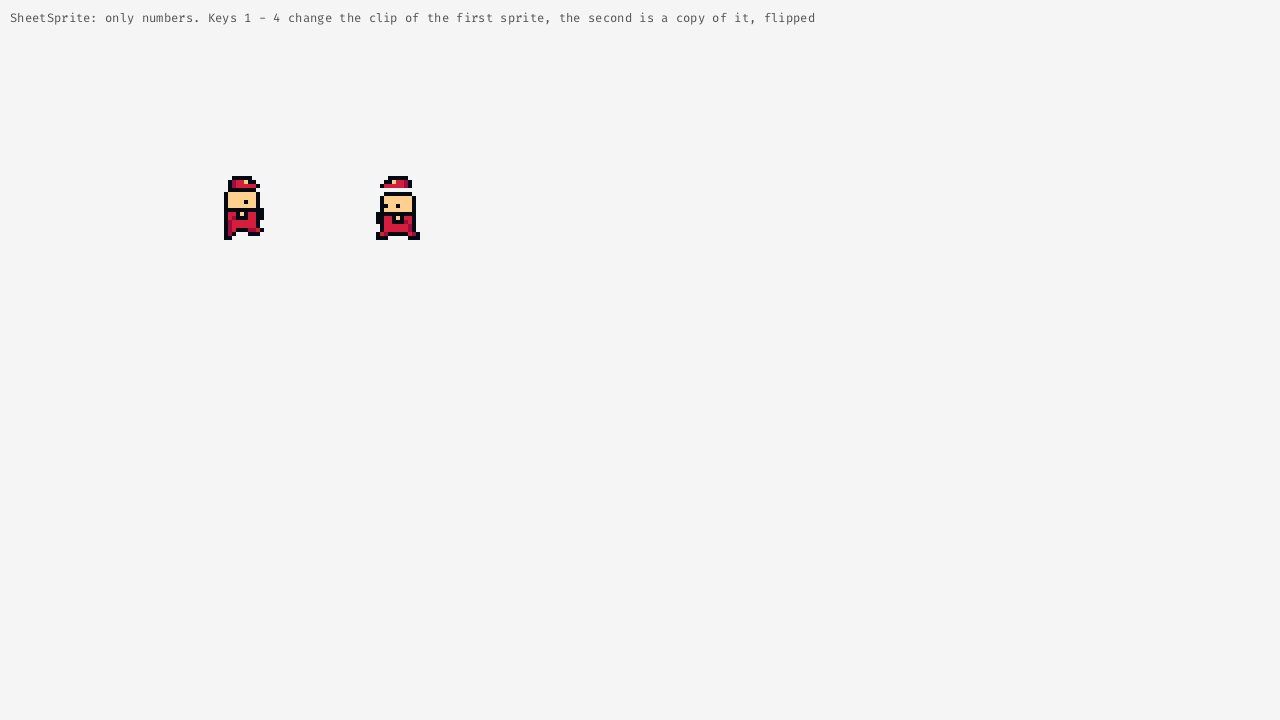 SheetSprite: only numbers. Keys 1 - 4 change the clip of the first sprite, the second is a copy of it, flipped